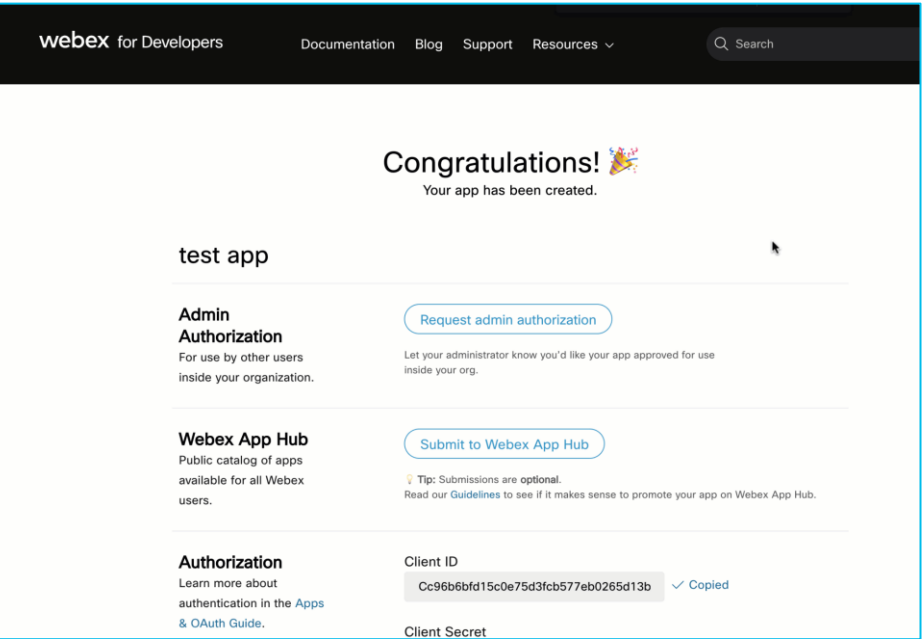 webex for Developers Documentation Blog Support Resources Search
Congratulations! 🎉
Your app has been created.
test app
Admin
Authorization
For use by other users
inside your organization.
Request admin authorization
Let your administrator know you'd like your app approved for use
inside your org.
Webex App Hub
Public catalog of apps
available for all Webex
users.
Submit to Webex App Hub
💡 Tip: Submissions are optional.
Read our Guidelines to see if it makes sense to promote your app on Webex App Hub.
Authorization
Learn more about
authentication in the Apps
& OAuth Guide.
Client ID
Cc96b6bfd15c0e75d3fcb577eb0265d13b ✓ Copied
Client Secret